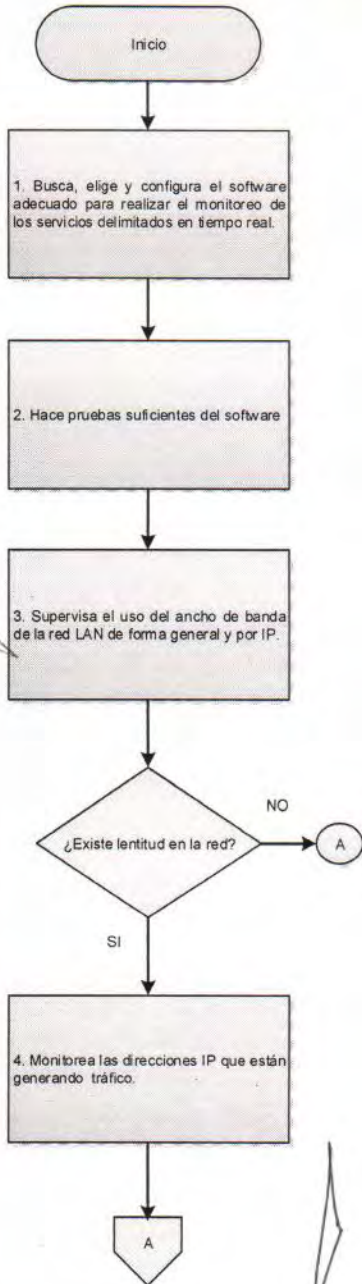 Inicio
1. Busca, elige y configura el software
adecuado para realizar el monitoreo de
los servicios delimitados en tiempo real.
2. Hace pruebas suficientes del software
3. Supervisa el uso del ancho de banda
de la red LAN de forma general y por IP.
¿Existe lentitud en la red?
NO
A
SI
4. Monitorea las direcciones IP que están
generando tráfico.
A